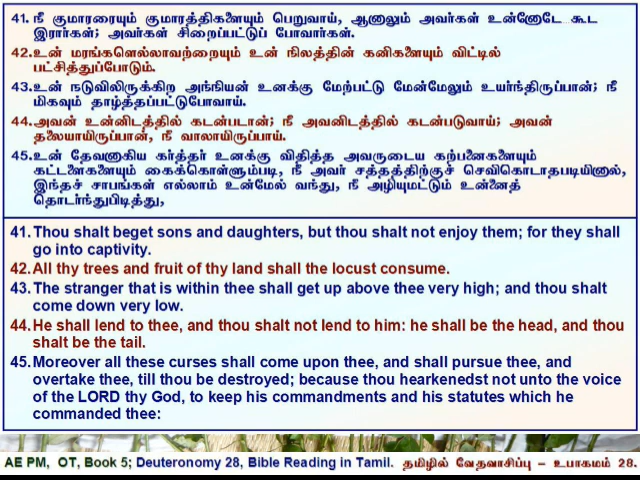 41. நீ குமாரரையும் குமாரத்திகளையும் பெறுவாய், ஆனாலும் அவர்கள் உன்னோடே கூட
இரார்கள்; அவர்கள் சிறைப்பட்டுப் போவார்கள்.
42. உன் மரங்களெல்லாவற்றையும் உன் நிலத்தின் கனிகளையும் விட்டில்
பட்சித்துப்போடும்.
43. உன் நடுவிலிருக்கிற அந்நியன் உனக்கு மேற்பட்டு மேன்மேலும் உயர்ந்திருப்பான்; நீ
மிகவும் தாழ்த்தப்பட்டுபோவாய்.
44. அவன் உன்னிடத்தில் கடன்படான்; நீ அவனிடத்தில் கடன்படுவாய்; அவன்
தலையாயிருப்பான், நீ வாலாயிருப்பாய்.
45. உன் தேவனாகிய கர்த்தர் உனக்கு விதித்த அவருடைய கற்பனைகளையும்
கட்டளைகளையும் கைக்கொள்ளும்படி, நீ அவர் சத்தத்திற்குச் செவிகொடாதபடியினால்,
இந்தச் சாபங்கள் எல்லாம் உன்மேல் வந்து, நீ அழியுமட்டும் உன்னைத்
தொடர்ந்துபிடித்து,
41. Thou shalt beget sons and daughters, but thou shalt not enjoy them; for they shall
go into captivity.
42. All thy trees and fruit of thy land shall the locust consume.
43. The stranger that is within thee shall get up above thee very high; and thou shalt
come down very low.
44. He shall lend to thee, and thou shalt not lend to him: he shall be the head, and thou
shalt be the tail.
45. Moreover all these curses shall come upon thee, and shall pursue thee, and
overtake thee, till thou be destroyed; because thou hearkenedst not unto the voice
of the LORD thy God, to keep his commandments and his statutes which he
commanded thee:
AE PM, OT, Book 5; Deuteronomy 28, Bible Reading in Tamil. தமிழில் வேதவாசிப்பு – உபாகமம் 28.